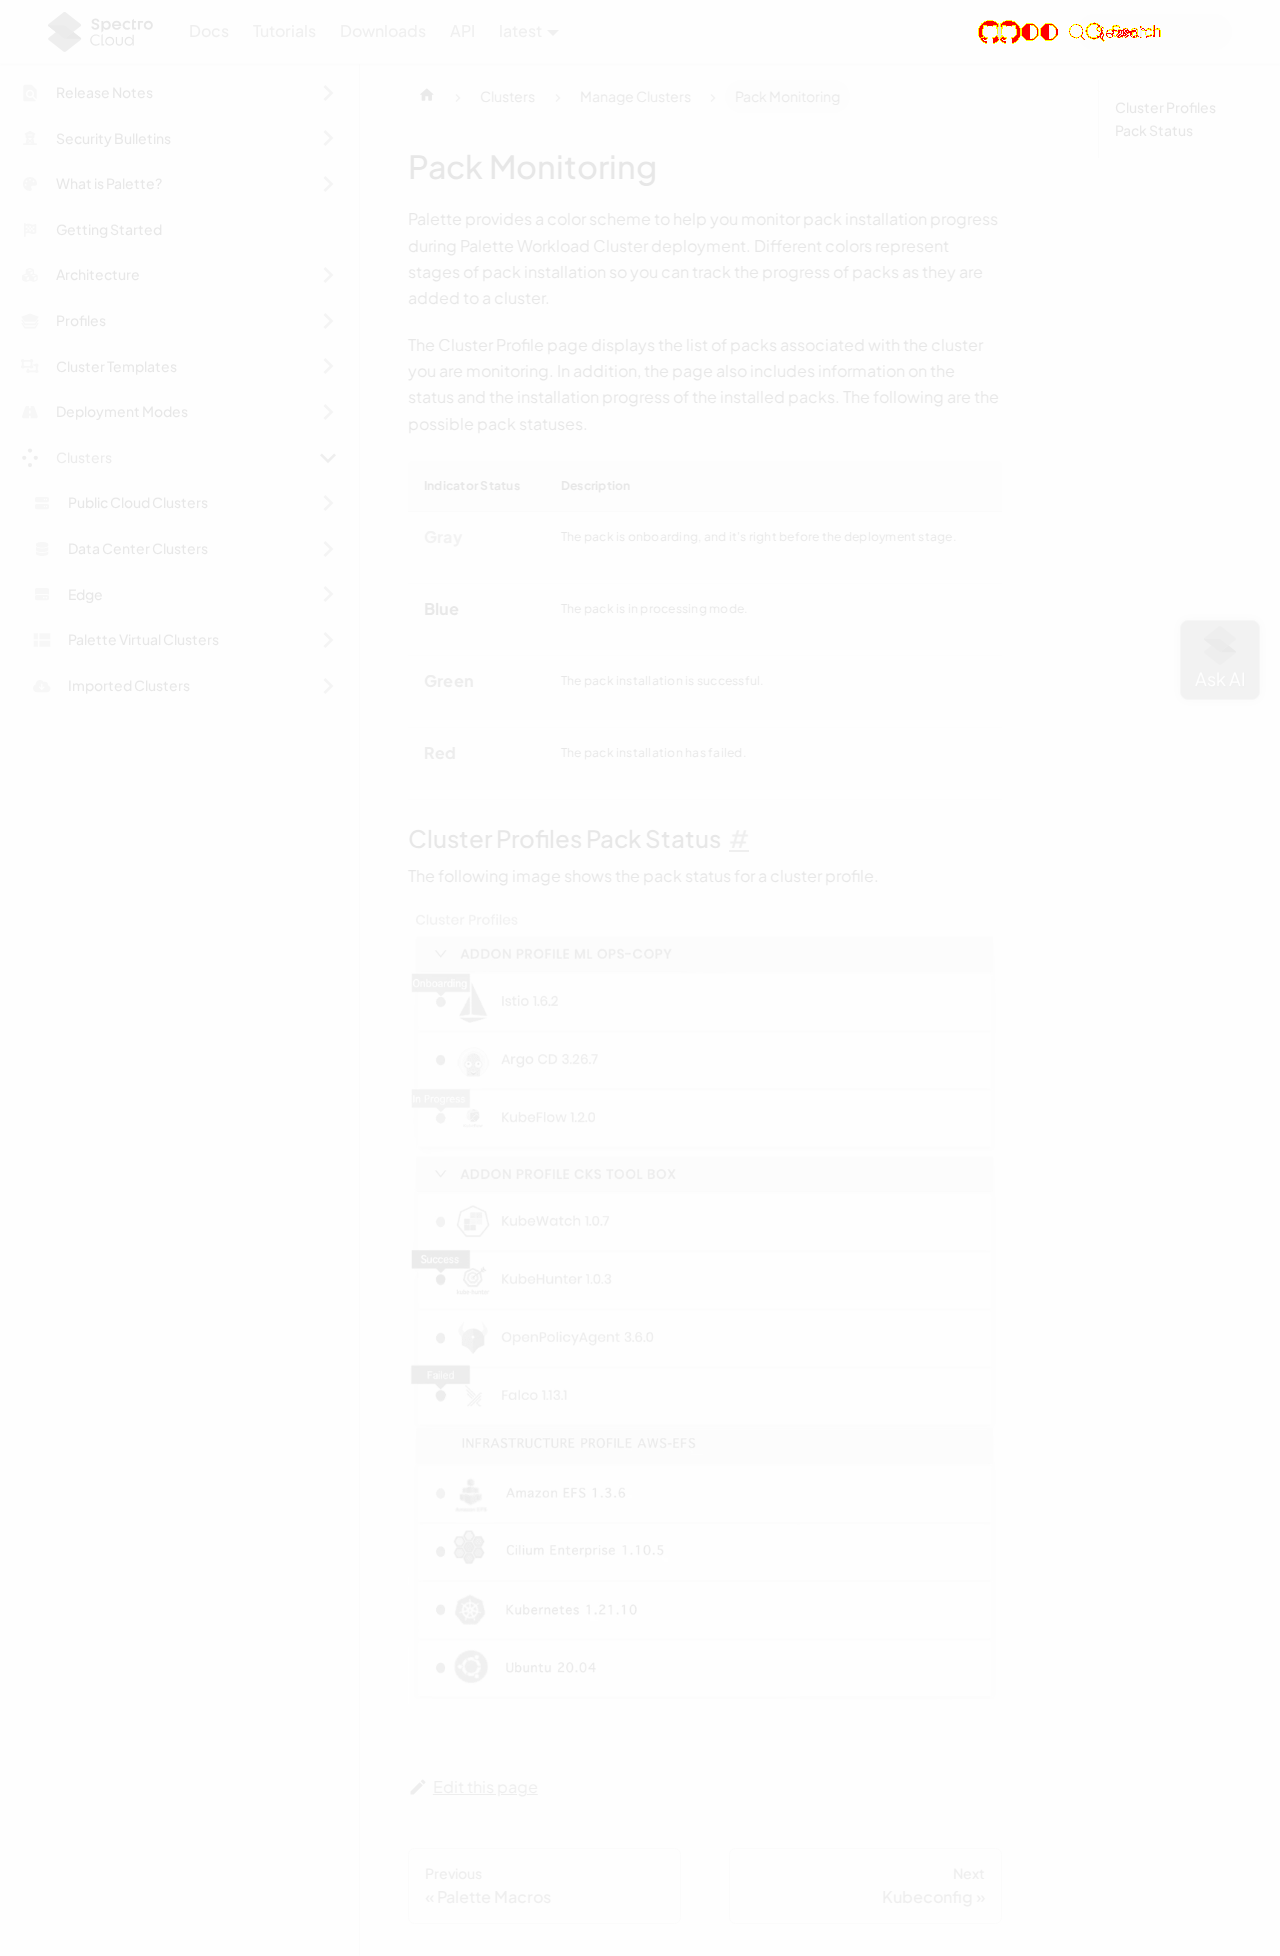 Spectro
Cloud
Docs
Tutorials
Downloads
API
latest
Search
Release Notes
Security Bulletins
What is Palette?
Getting Started
Architecture
Profiles
Cluster Templates
Deployment Modes
Clusters
Public Cloud Clusters
Data Center Clusters
Edge
Palette Virtual Clusters
Imported Clusters
Clusters
Manage Clusters
Pack Monitoring
Pack Monitoring
Palette provides a color scheme to help you monitor pack installation progress
during Palette Workload Cluster deployment. Different colors represent
stages of pack installation so you can track the progress of packs as they are
added to a cluster.
The Cluster Profile page displays the list of packs associated with the cluster
you are monitoring. In addition, the page also includes information on the
status and the installation progress of the installed packs. The following are the
possible pack statuses.
Indicator Status Description
Gray The pack is onboarding, and it's right before the deployment stage.
Blue The pack is in processing mode.
Green The pack installation is successful.
Red The pack installation has failed.
Cluster Profiles Pack Status #
The following image shows the pack status for a cluster profile.
Cluster Profiles
ADDON PROFILE ML OPS-COPY
Onboarding
Istio 1.6.2
Argo CD 3.26.7
In Progress
KubeFlow 1.2.0
ADDON PROFILE CKS TOOL BOX
KubeWatch 1.0.7
Success
KubeHunter 1.0.3
OpenPolicyAgent 3.6.0
Failed
Falco 1.13.1
INFRASTRUCTURE PROFILE AWS-EFS
Amazon EFS 1.3.6
Cilium Enterprise 1.10.5
Kubernetes 1.21.10
Ubuntu 20.04
Edit this page
Previous
« Palette Macros
Next
Kubeconfig »
Cluster Profiles
Pack Status
Ask AI